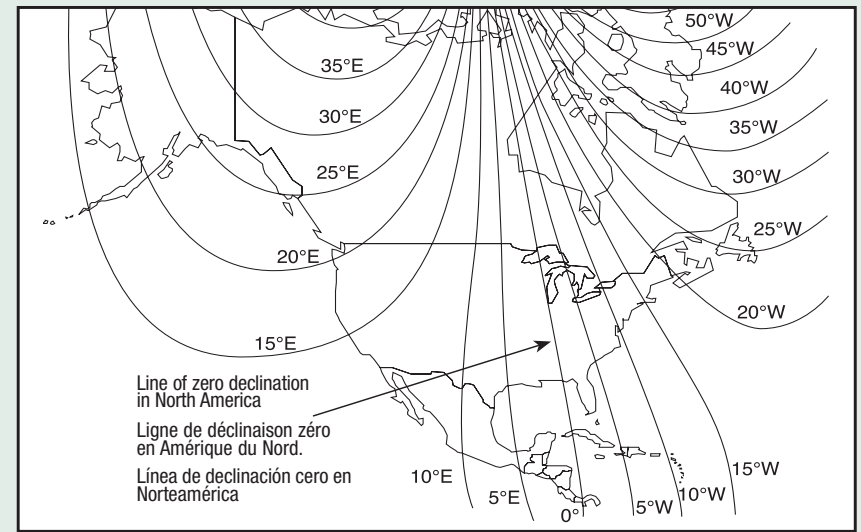 50°W
45°W
40°W
35°W
30°W
25°W
20°W
35°E
30°E
25°E
20°E
15°E
Line of zero declination
in North America
Ligne de déclinaison zéro
en Amérique du Nord.
Línea de declinación cero en
Norteamérica
10°E
5°E
0°
5°W
10°W
15°W